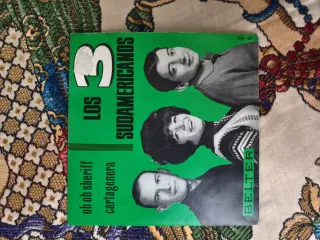 LOS 3
SUDAMERICANOS
oh oh sheriff
cartagenera
BELTER